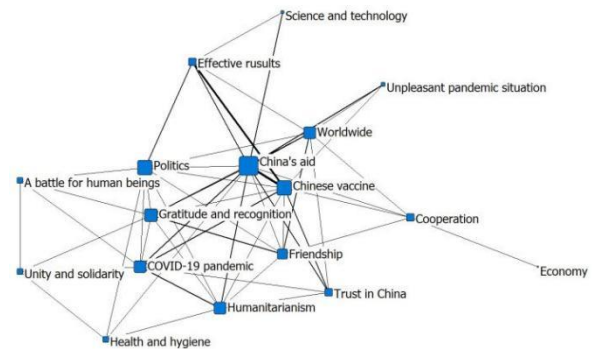 Science and technology
Effective rusults
Unpleasant pandemic situation
Worldwide
Politics
China's aid
A battle for human beings
Chinese vaccine
Gratitude and recognition
Cooperation
Friendship
COVID-19 pandemic
Unity and solidarity
Economy
Trust in China
Humanitarianism
Health and hygiene